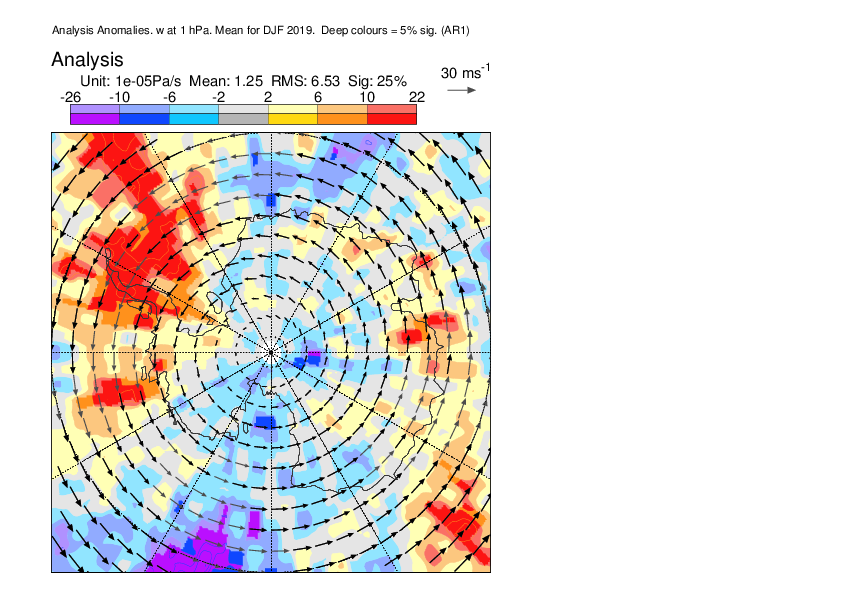 Analysis Anomalies. w at 1 hPa. Mean for DJF 2019. Deep colours = 5% sig. (AR1)
Analysis
30 ms-1
Unit: 1e-05Pa/s Mean: 1.25 RMS: 6.53 Sig: 25%
-26 -10 -6 -2 2 6 10 22